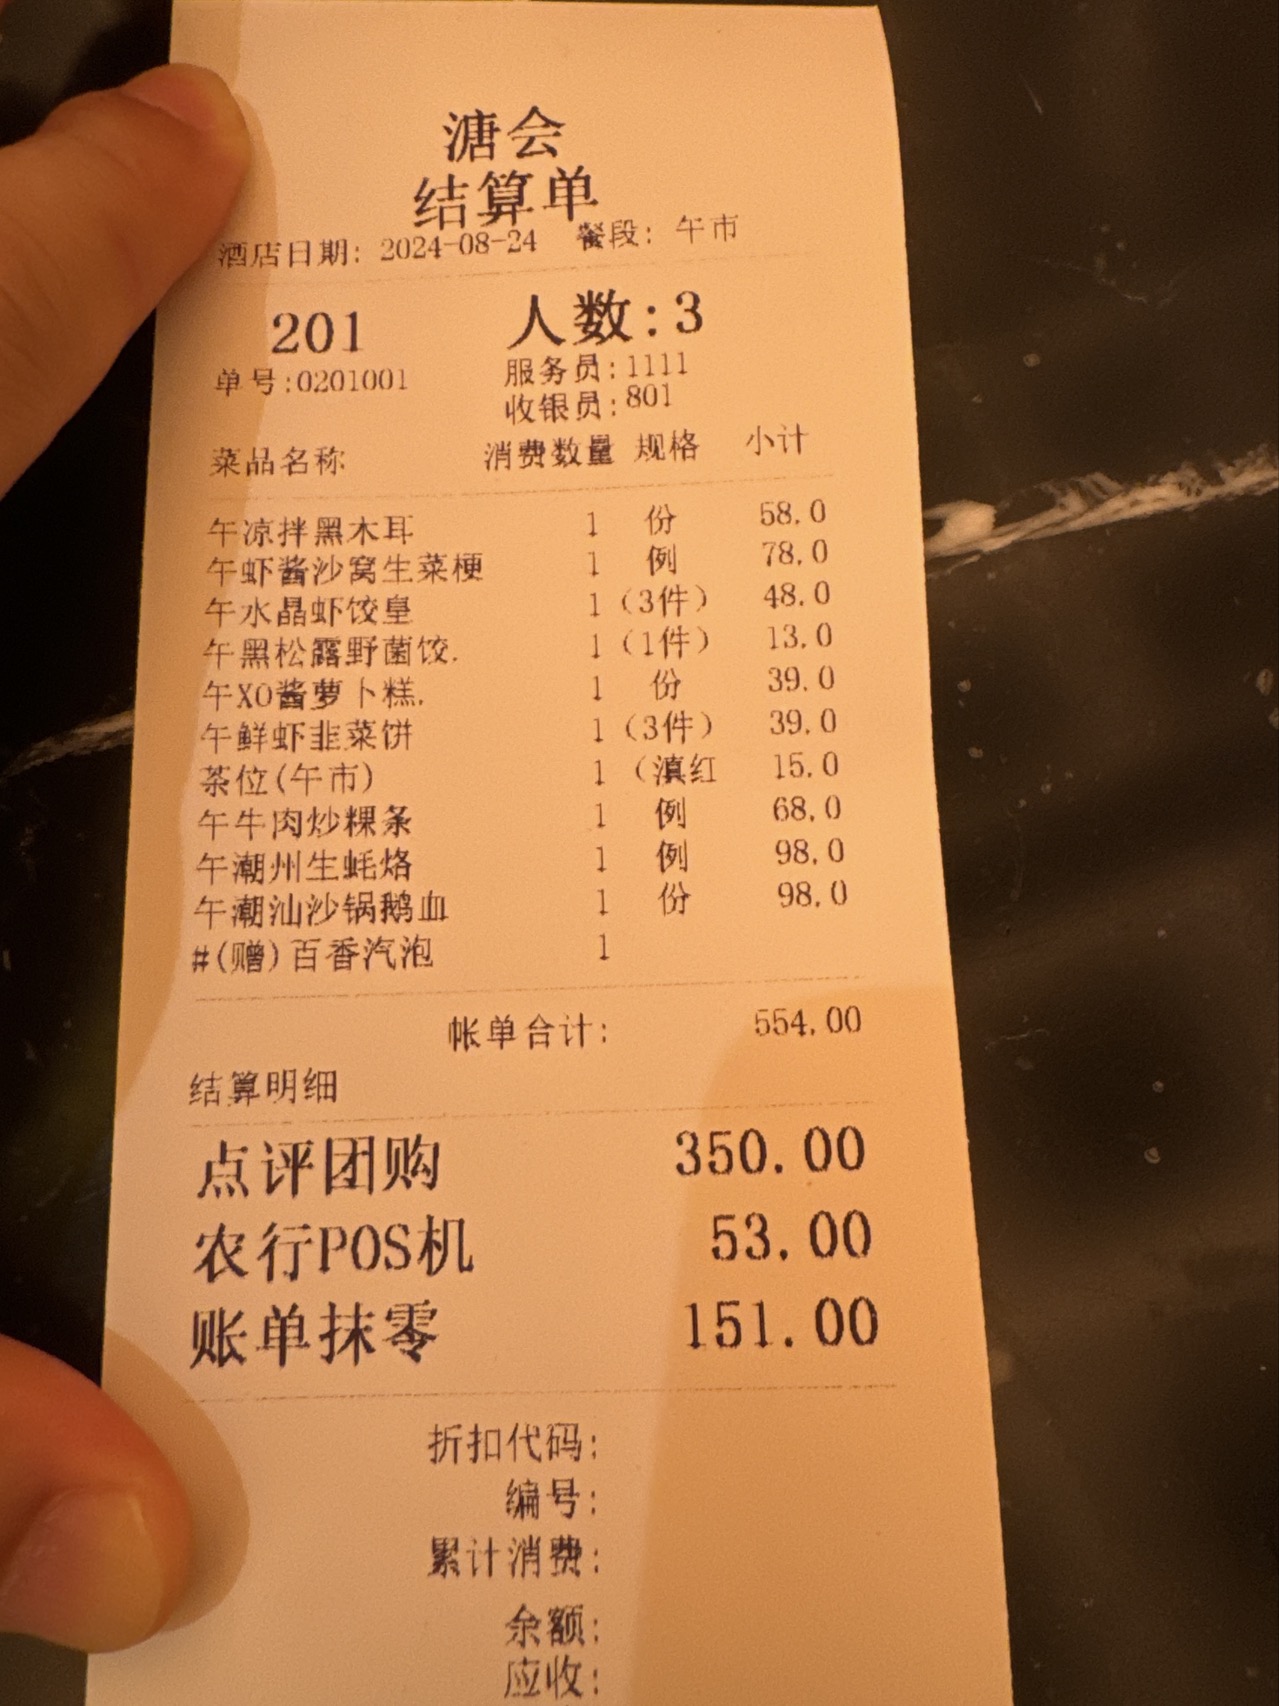 溏会
结算单
酒店日期: 2024-08-24 餐段: 午市
201 人数:3
单号:0201001 服务员:1111
收银员:801
菜品名称 消费数量 规格 小计
午凉拌黑木耳 1 份 58.0
午虾酱沙窝生菜梗 1 例 78.0
午水晶虾饺皇 1 (3件) 48.0
午黑松露野菌饺. 1 (1件) 13.0
午XO酱萝卜糕. 1 份 39.0
午鲜虾韭菜饼 1 (3件) 39.0
茶位(午市) 1 (滇红 15.0
午牛肉炒粿条 1 例 68.0
午潮州生蚝烙 1 例 98.0
午潮汕沙锅鹅血 1 份 98.0
#(赠)百香汽泡 1
帐单合计: 554.00
结算明细
点评团购 350.00
农行POS机 53.00
账单抹零 151.00
折扣代码:
编号:
累计消费:
余额:
应收: